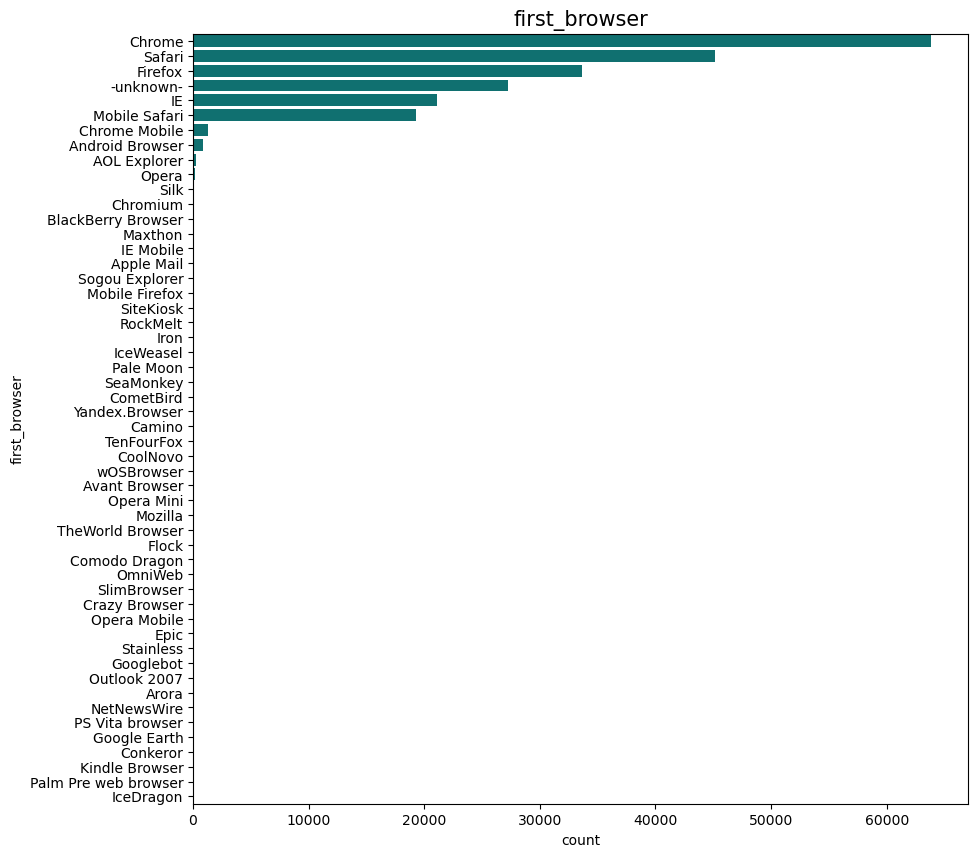 first_browser
Chrome
Safari
Firefox
-unknown-
IE
Mobile Safari
Chrome Mobile
Android Browser
AOL Explorer
Opera
Silk
Chromium
BlackBerry Browser
Maxthon
IE Mobile
Apple Mail
Sogou Explorer
Mobile Firefox
SiteKiosk
RockMelt
Iron
IceWeasel
Pale Moon
SeaMonkey
CometBird
Yandex.Browser
Camino
TenFourFox
CoolNovo
wOSBrowser
Avant Browser
Opera Mini
Mozilla
TheWorld Browser
Flock
Comodo Dragon
OmniWeb
SlimBrowser
Crazy Browser
Opera Mobile
Epic
Stainless
Googlebot
Outlook 2007
Arora
NetNewsWire
PS Vita browser
Google Earth
Conkeror
Kindle Browser
Palm Pre web browser
IceDragon
first_browser
0 10000 20000 30000 40000 50000 60000
count